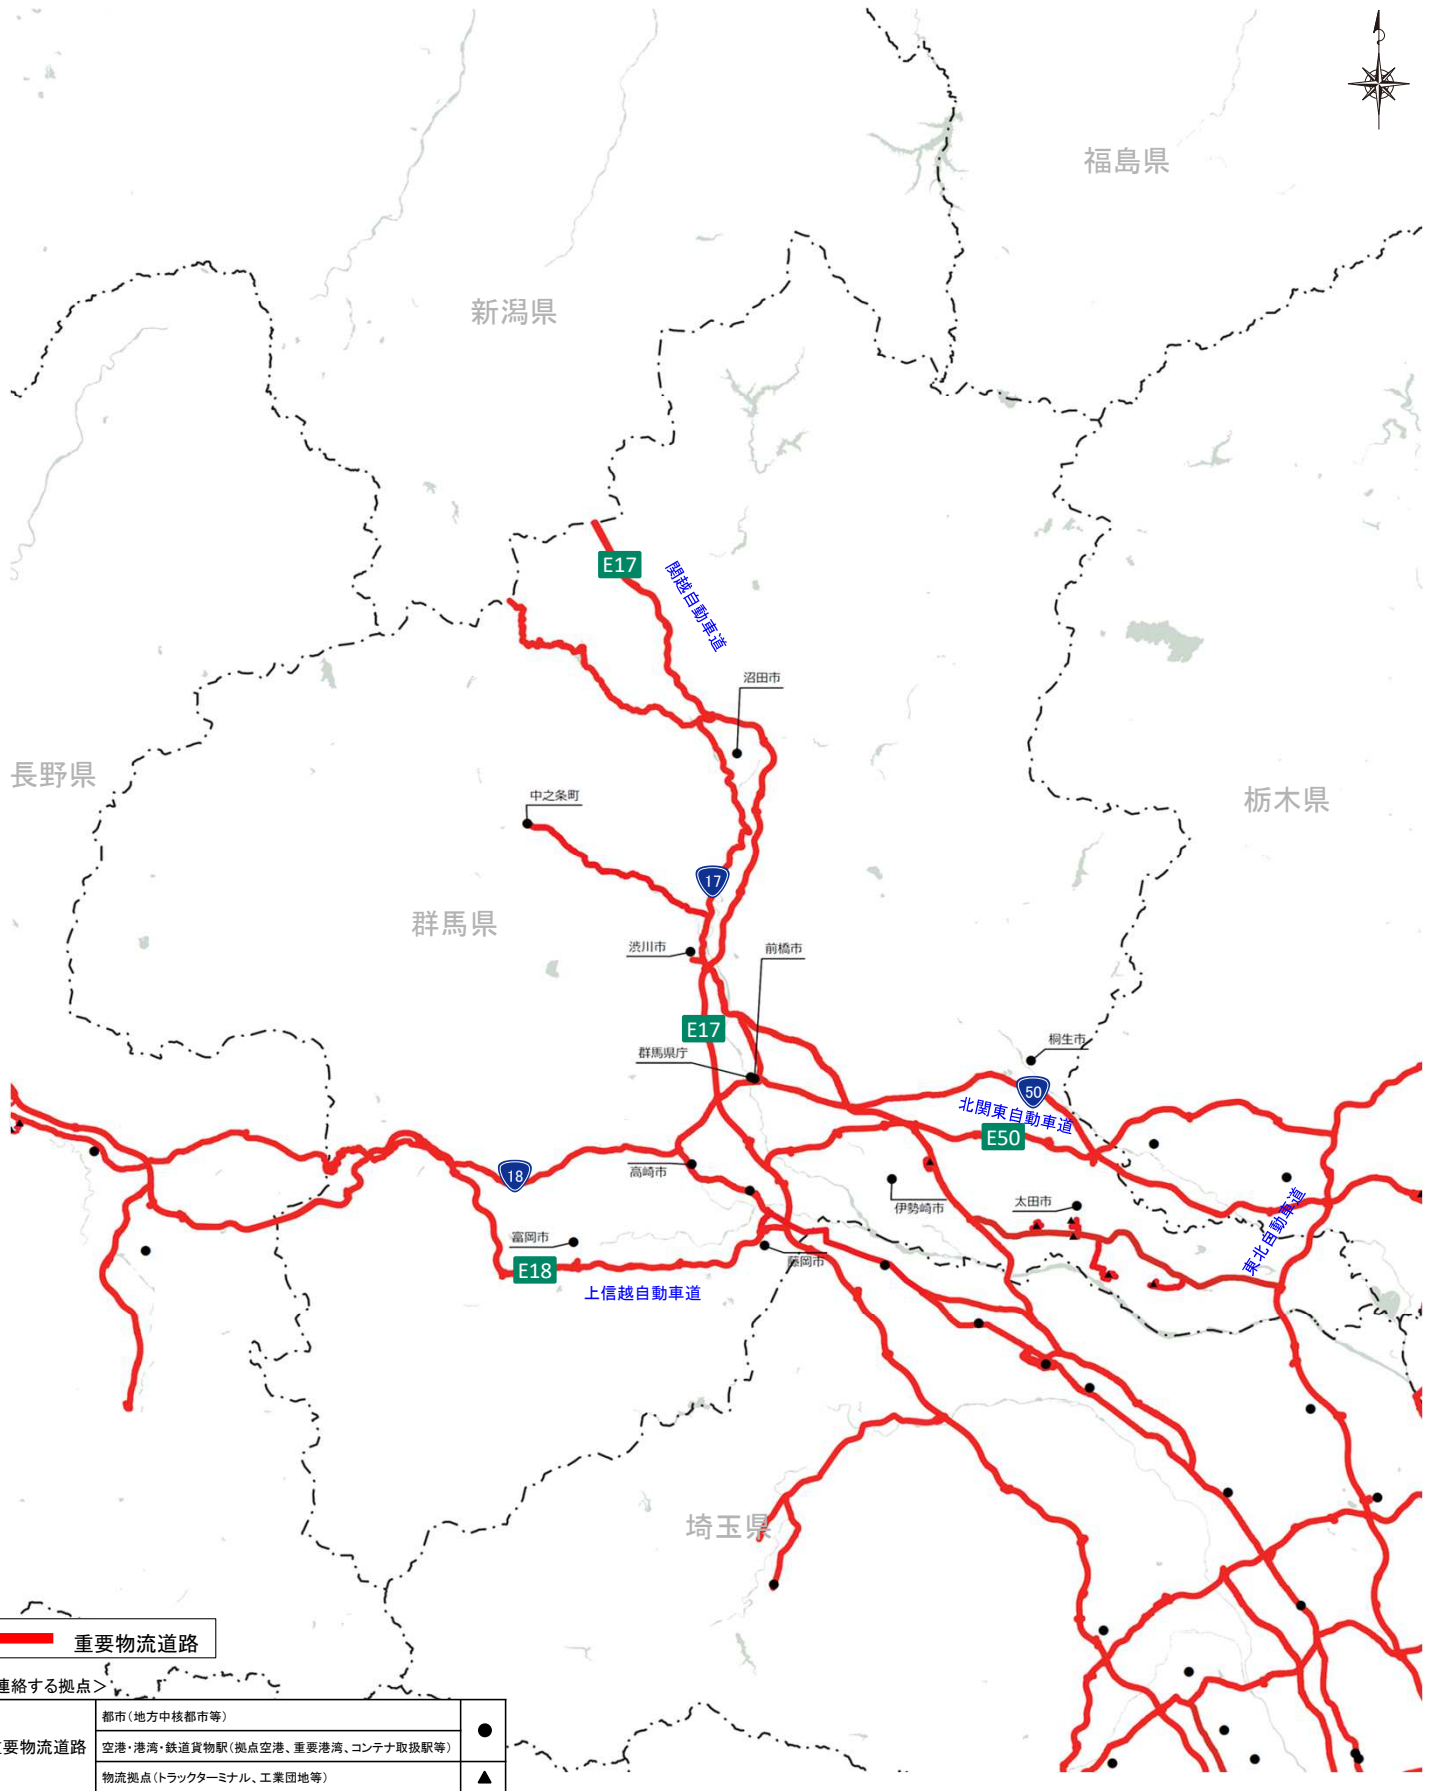 福島県
新潟県
E17
関越自動車道
沼田市
長野県
中之条町
栃木県
17
群馬県
渋川市
前橋市
E17
群馬県庁
桐生市
50
北関東自動車道
E50
18
高崎市
伊勢崎市
太田市
富岡市
E18
藤岡市
上信越自動車道
東北自動車道
埼玉県
重要物流道路
連絡する拠点＞
要物流道路
都市（地方中核都市等）
空港・港湾・鉄道貨物駅（拠点空港、重要港湾、コンテナ取扱駅等）
●
物流拠点（トラックターミナル、工業団地等）
▲